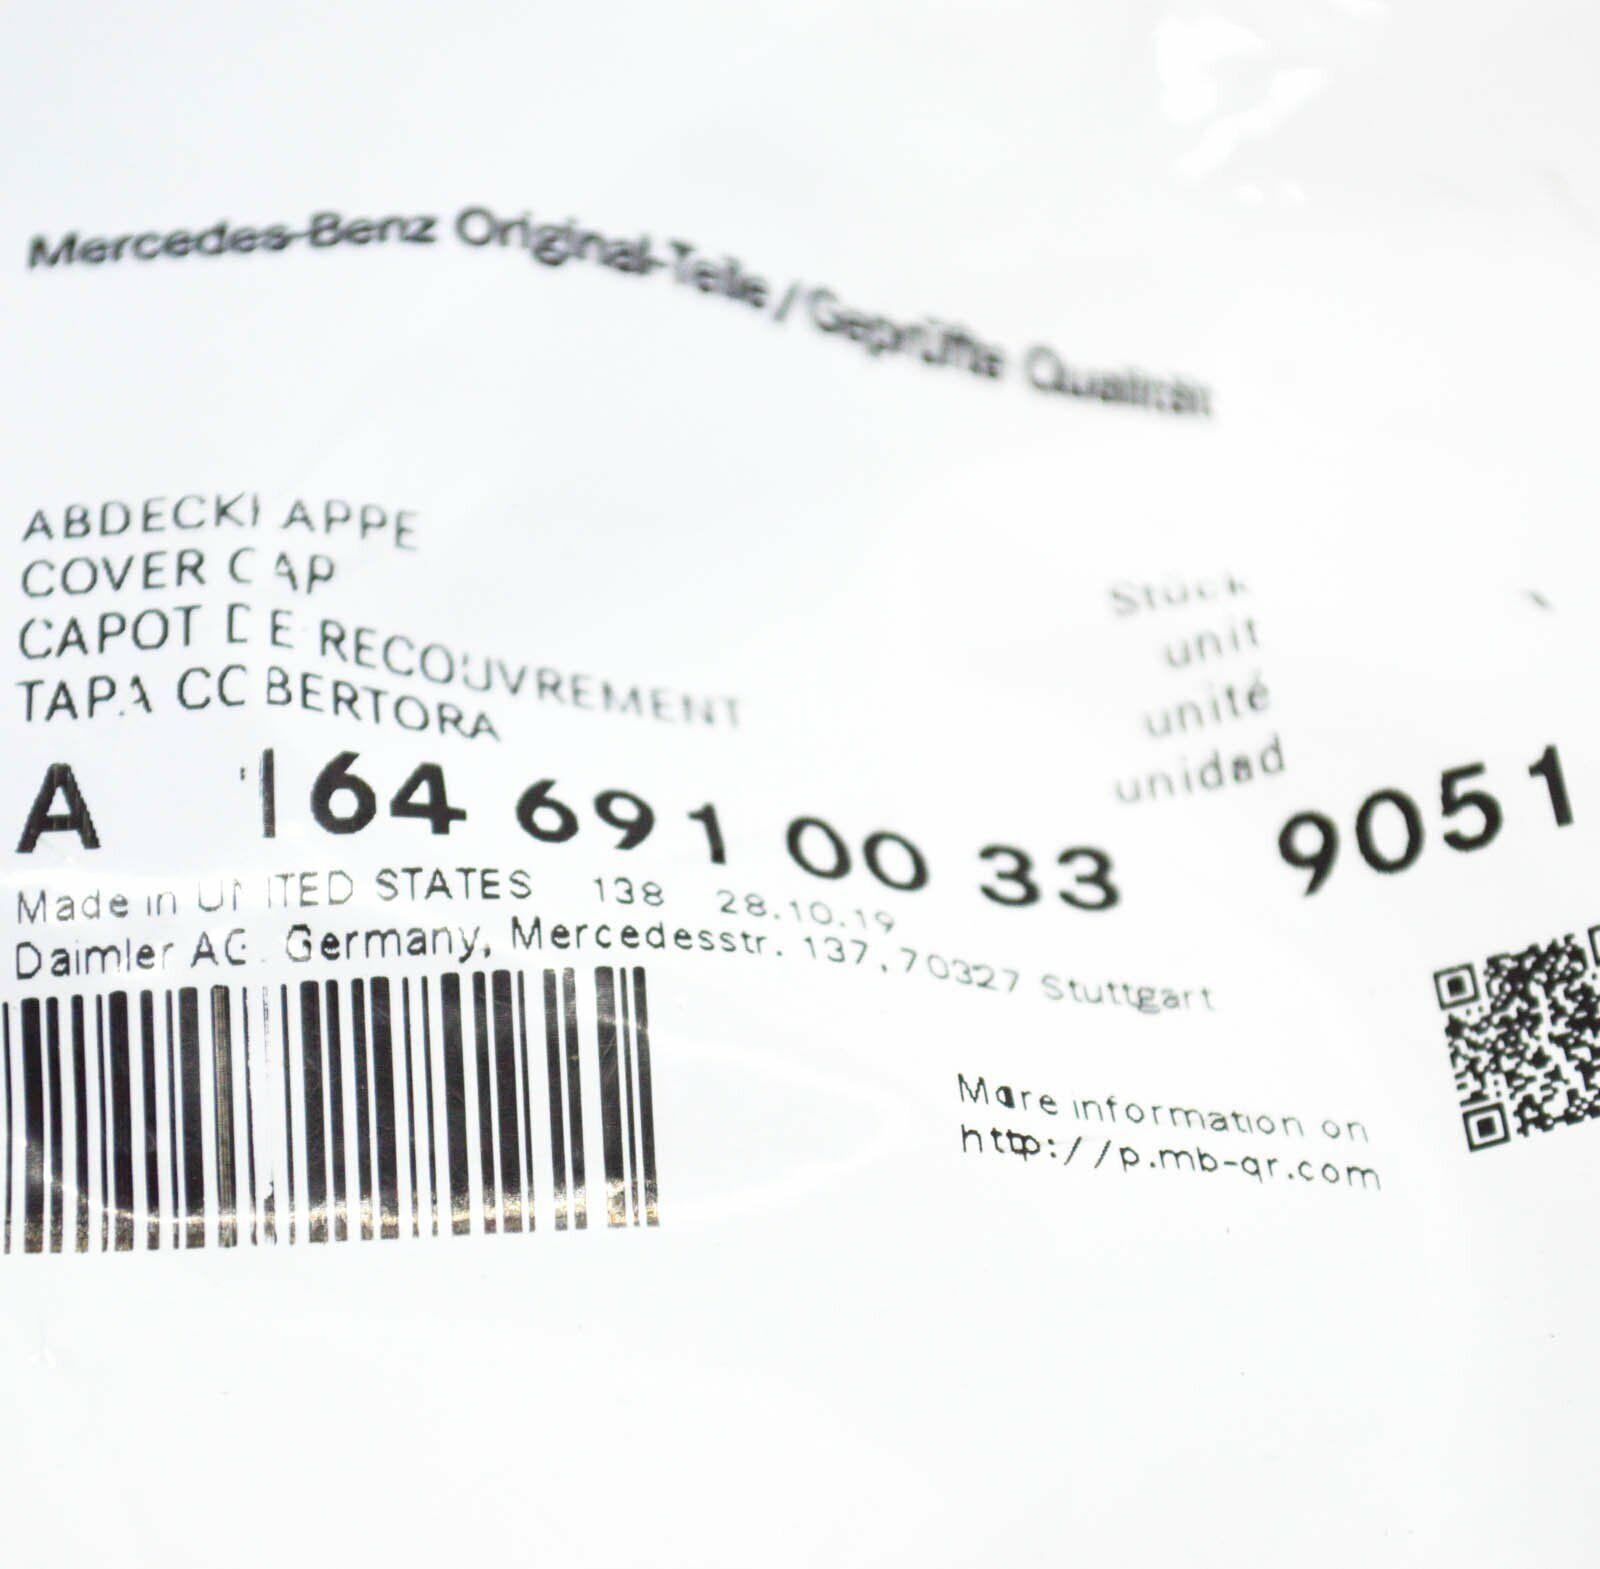 Mercedes-Benz Original-Teile / Geprüfte Qualität
ABDECKLAPPE
COVER CAP
CAPOT DE RECOUVREMENT
TAPA COBERTORA
Stück
unit
unité
unidad
A 164 691 00 33 9051
Made in UNITED STATES 138 28.10.19
Daimler AG. Germany, Mercedesstr. 137, 70327 Stuttgart
More information on
http://p.mb-qr.com